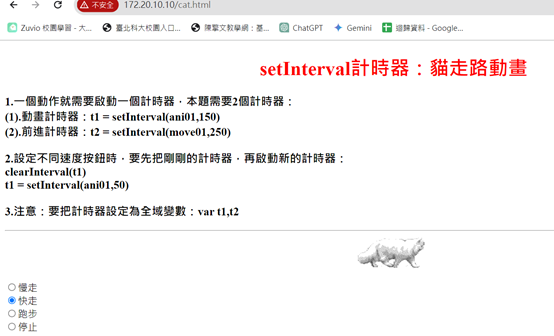 不安全
172.20.10.10/cat.html
Zuvio 校園學習 - 大...
臺北科大校園入口...
陳擎文教學網：基...
ChatGPT
Gemini
證歸資料 - Google...
setInterval計時器：貓走路動畫
1.一個動作就需要啟動一個計時器，本題需要2個計時器：
(1).動畫計時器：t1 = setInterval(ani01,150)
(2).前進計時器：t2 = setInterval(move01,250)
2.設定不同速度按鈕時，要先把剛剛的計時器，再啟動新的計時器：
clearInterval(t1)
t1 = setInterval(ani01,50)
3.注意：要把計時器設定為全域變數：var t1,t2
慢走
快走
跑步
停止